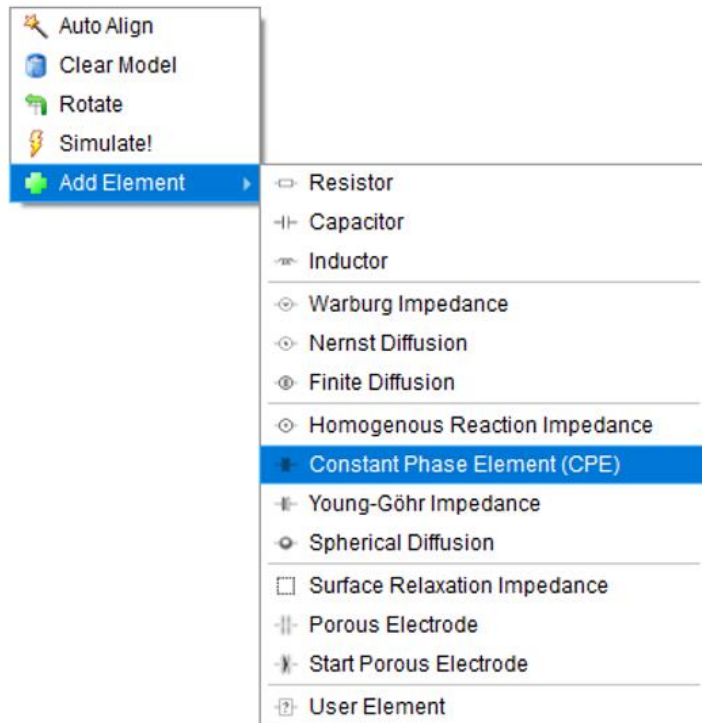 Auto Align
Clear Model
Rotate
Simulate!
Add Element
Resistor
Capacitor
Inductor
Warburg Impedance
Nernst Diffusion
Finite Diffusion
Homogenous Reaction Impedance
Constant Phase Element (CPE)
Young-Göhr Impedance
Spherical Diffusion
Surface Relaxation Impedance
Porous Electrode
Start Porous Electrode
User Element